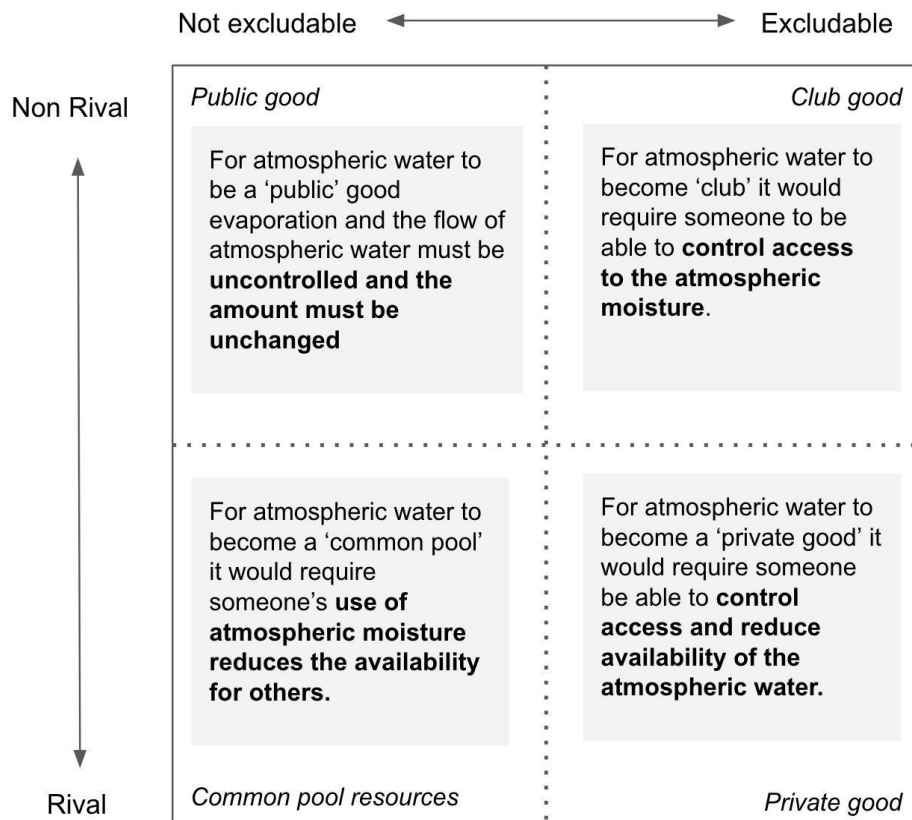 Not excludable
Excludable
Non Rival
Public good
Club good
For atmospheric water to
be a ‘public’ good
evaporation and the flow of
atmospheric water must be
uncontrolled and the
amount must be
unchanged
For atmospheric water to
become ‘club’ it would
require someone to be
able to control access
to the atmospheric
moisture.
For atmospheric water to
become a ‘common pool’
it would require
someone’s use of
atmospheric moisture
reduces the availability
for others.
For atmospheric water to
become a ‘private good’ it
would require someone
be able to control
access and reduce
availability of the
atmospheric water.
Rival
Common pool resources
Private good